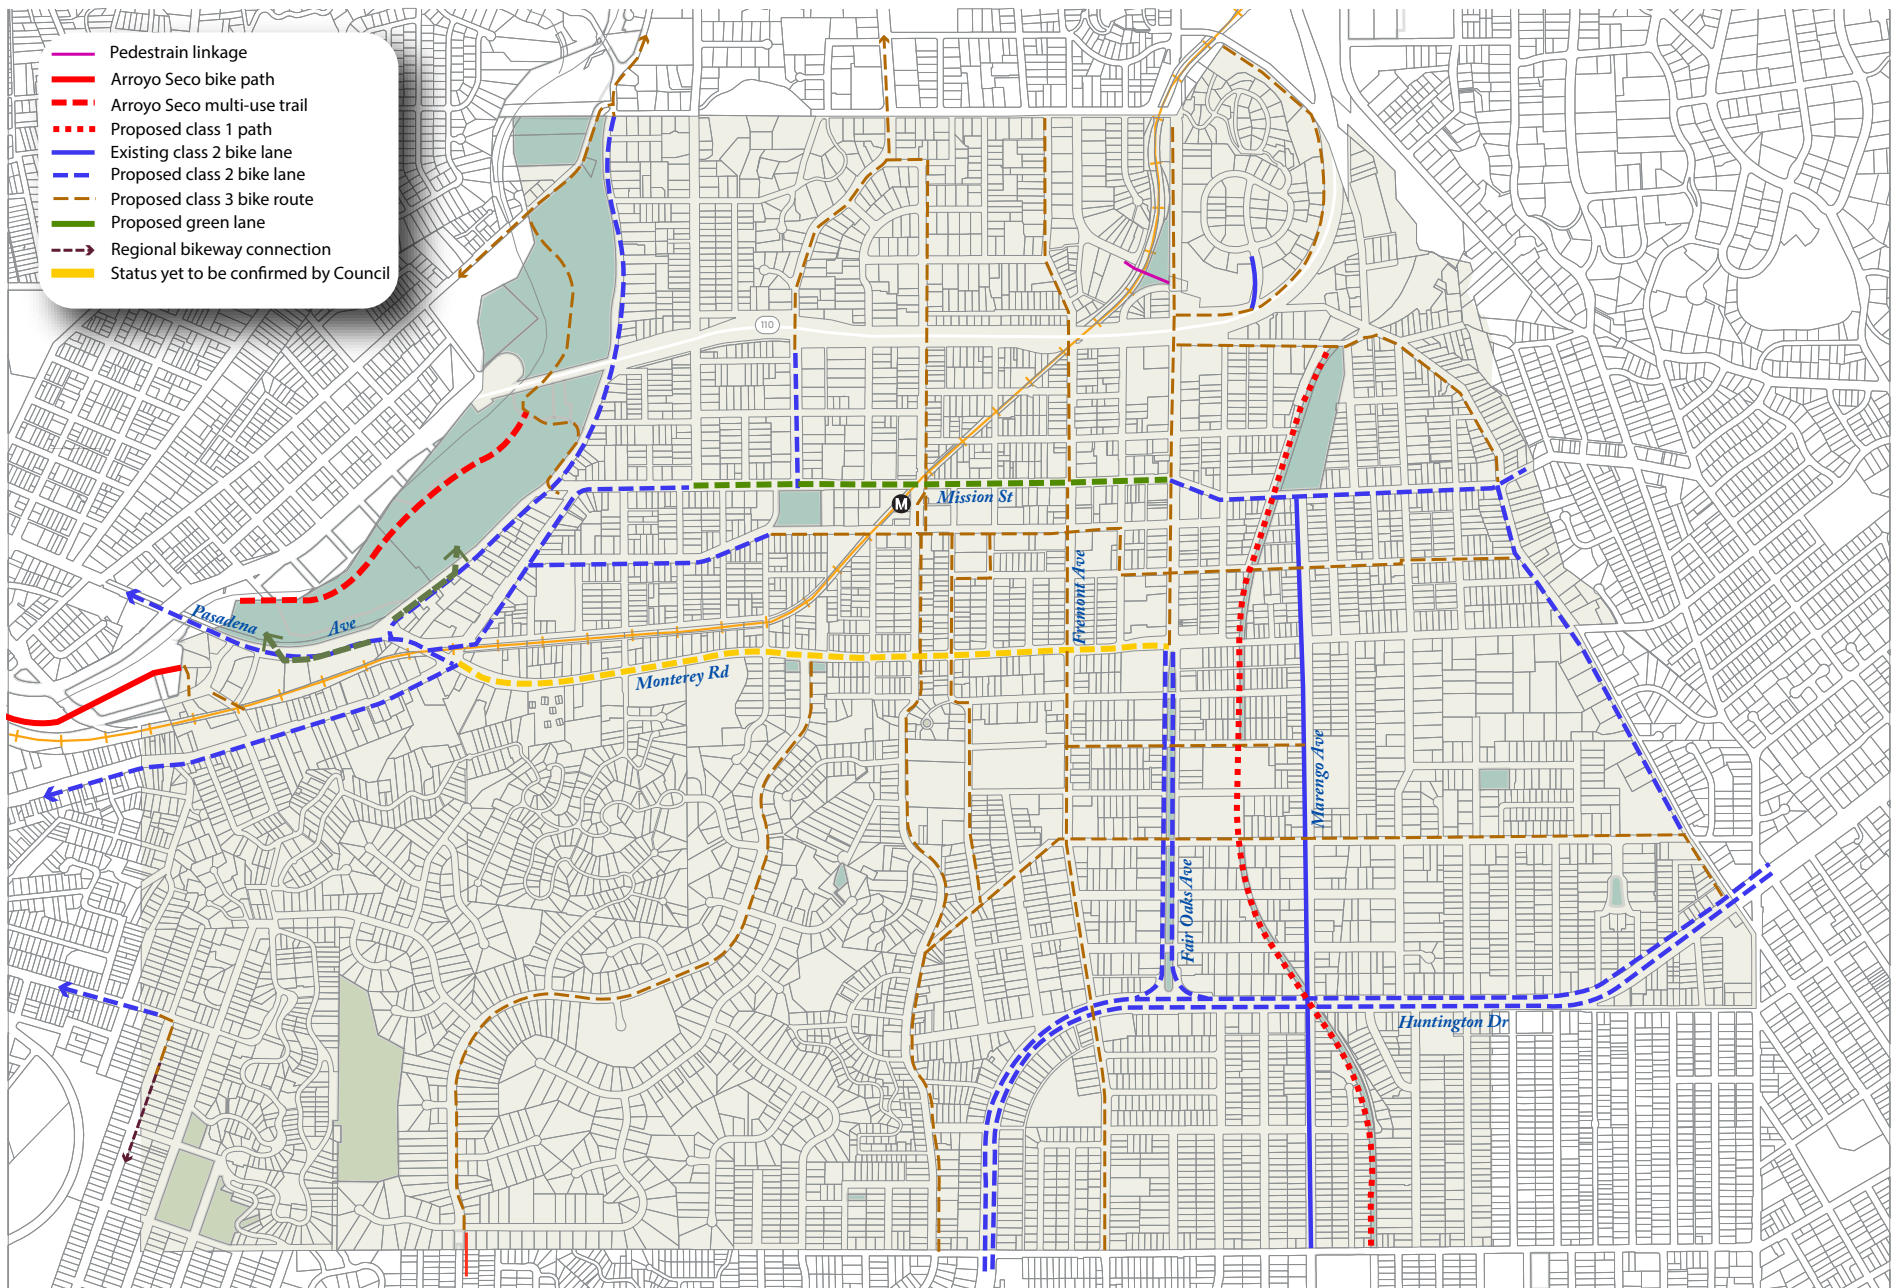 Pedestrain linkage
Arroyo Seco bike path
Arroyo Seco multi-use trail
Proposed class 1 path
Existing class 2 bike lane
Proposed class 2 bike lane
Proposed class 3 bike route
Proposed green lane
Regional bikeway connection
Status yet to be confirmed by Council
110
M
Mission St
Fremont Ave
Pasadena Ave
Monterey Rd
Marengo Ave
Fair Oaks Ave
Huntington Dr